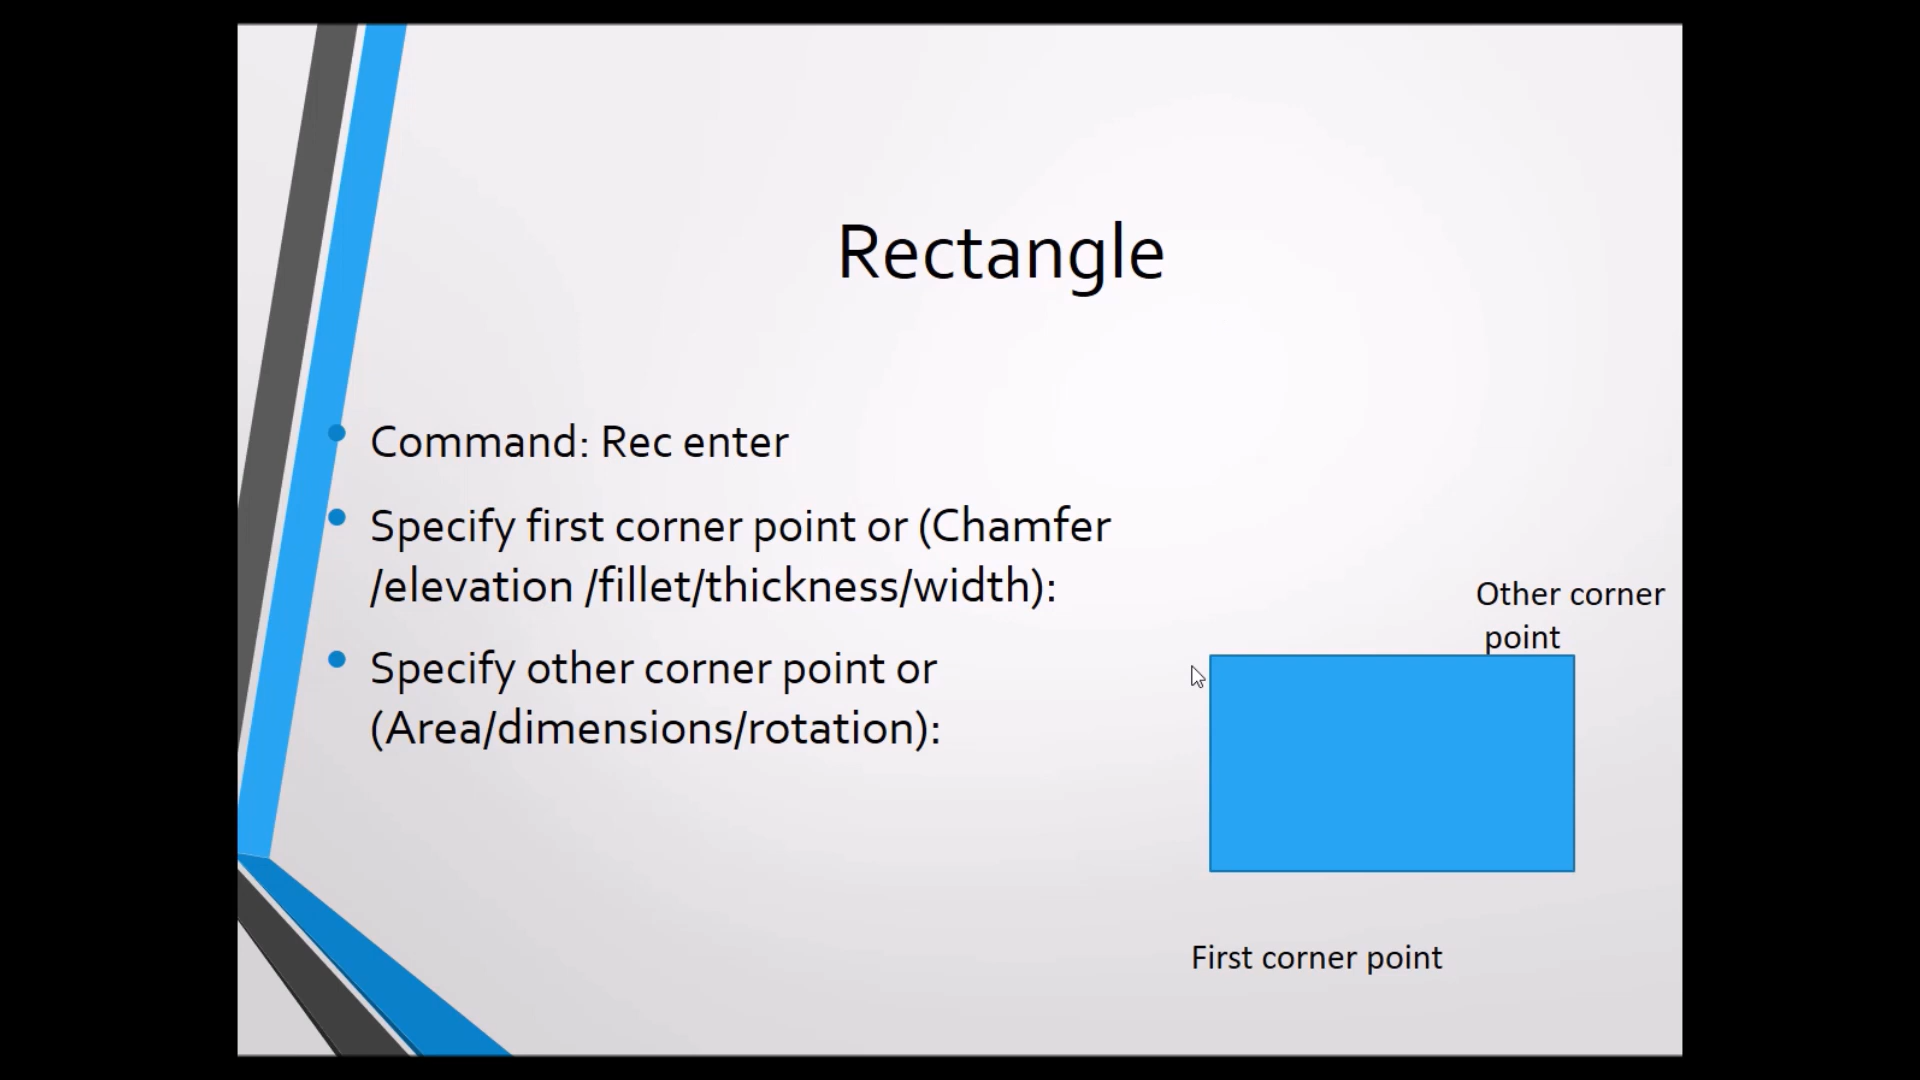 Rectangle
Command: Rec enter
Specify first corner point or (Chamfer
/elevation /fillet/thickness/width):
Specify other corner point or
(Area/dimensions/rotation):
Other corner
point
First corner point